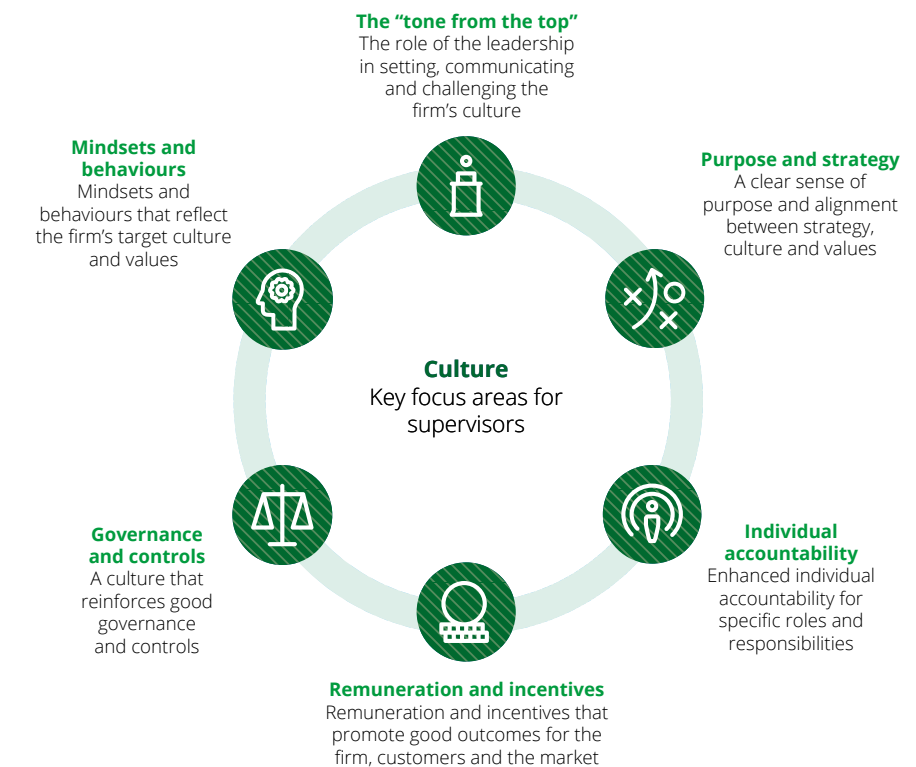 The “tone from the top”
The role of the leadership
in setting, communicating
and challenging the
firm’s culture
Purpose and strategy
A clear sense of
purpose and alignment
between strategy,
culture and values
Individual
accountability
Enhanced individual
accountability for
specific roles and
responsibilities
Remuneration and incentives
Remuneration and incentives that
promote good outcomes for the
firm, customers and the market
Governance
and controls
A culture that
reinforces good
governance
and controls
Mindsets and
behaviours
Mindsets and
behaviours that reflect
the firm’s target culture
and values
Culture
Key focus areas for
supervisors